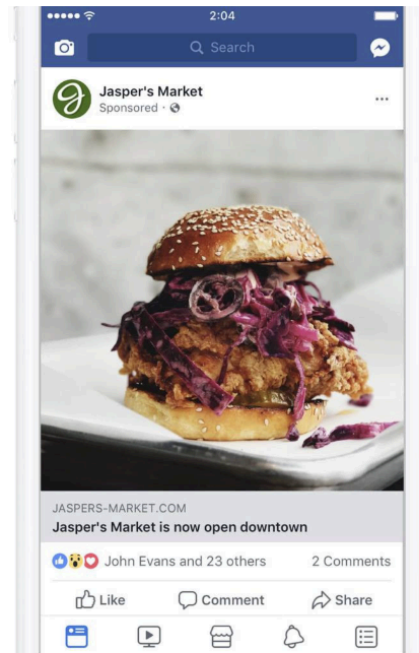 2:04
Search
Jasper's Market
Sponsored ·
JASPERS-MARKET.COM
Jasper's Market is now open downtown
John Evans and 23 others 2 Comments
Like Comment Share